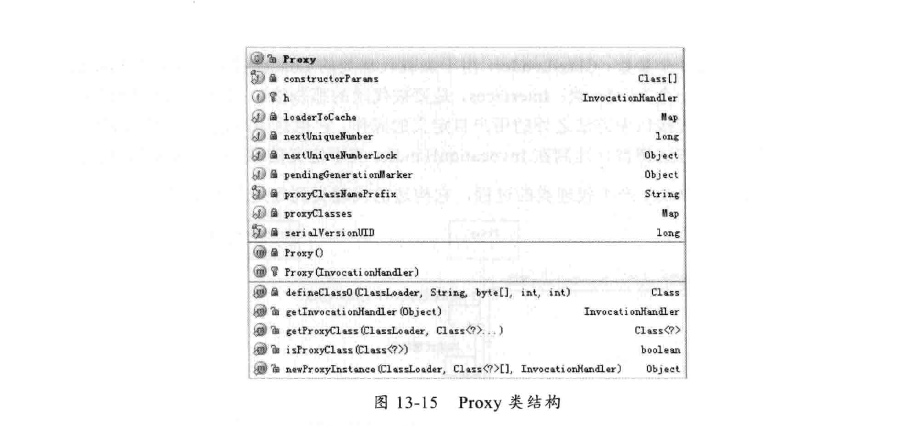 Proxy
constructorParams Class[]
h InvocationHandler
loaderToCache Map
nextUniqueNumber long
nextUniqueNumberLock Object
pendingGenerationMarker Object
proxyClassNamePrefix String
proxyClasses Map
serialVersionUID long
Proxy()
Proxy(InvocationHandler)
defineClass0(ClassLoader, String, byte[], int, int) Class
getInvocationHandler(Object) InvocationHandler
getProxyClass(ClassLoader, Class<?>...) Class<?>
isProxyClass(Class<?>) boolean
newProxyInstance(ClassLoader, Class<?>[], InvocationHandler) Object
图 13-15 Proxy 类结构